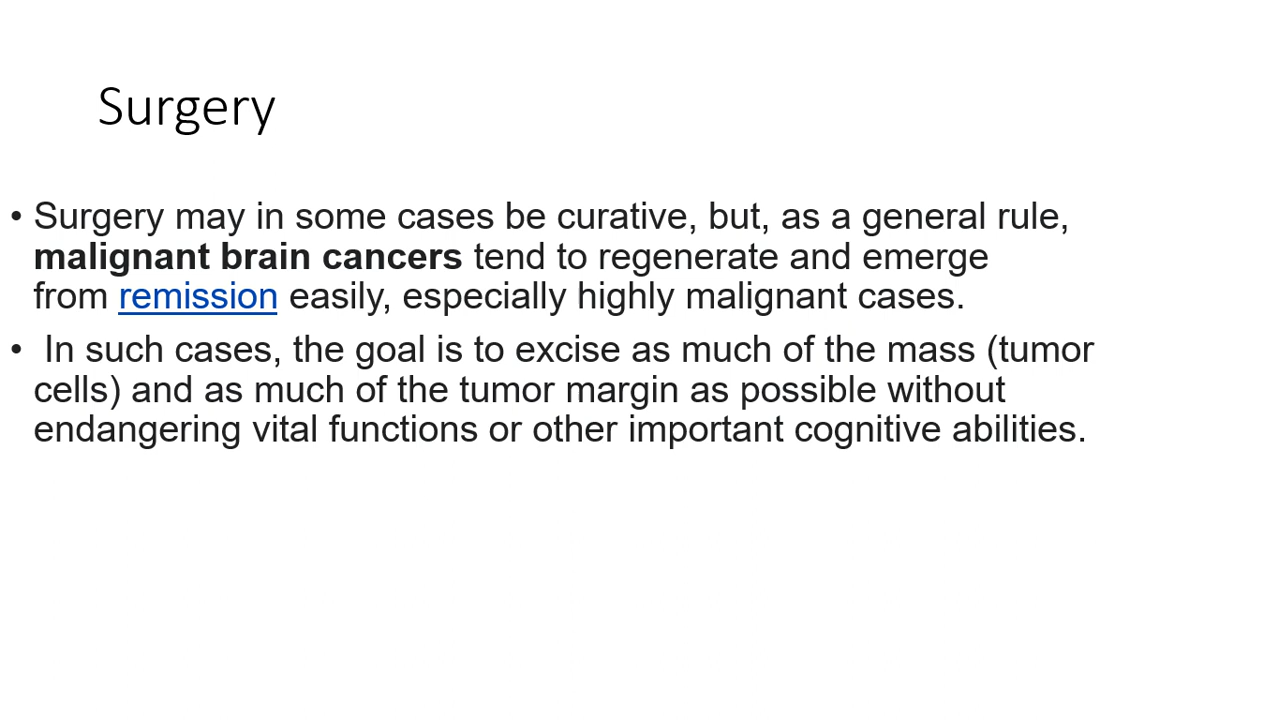 Surgery
• Surgery may in some cases be curative, but, as a general rule,
malignant brain cancers tend to regenerate and emerge
from remission easily, especially highly malignant cases.
• In such cases, the goal is to excise as much of the mass (tumor
cells) and as much of the tumor margin as possible without
endangering vital functions or other important cognitive abilities.